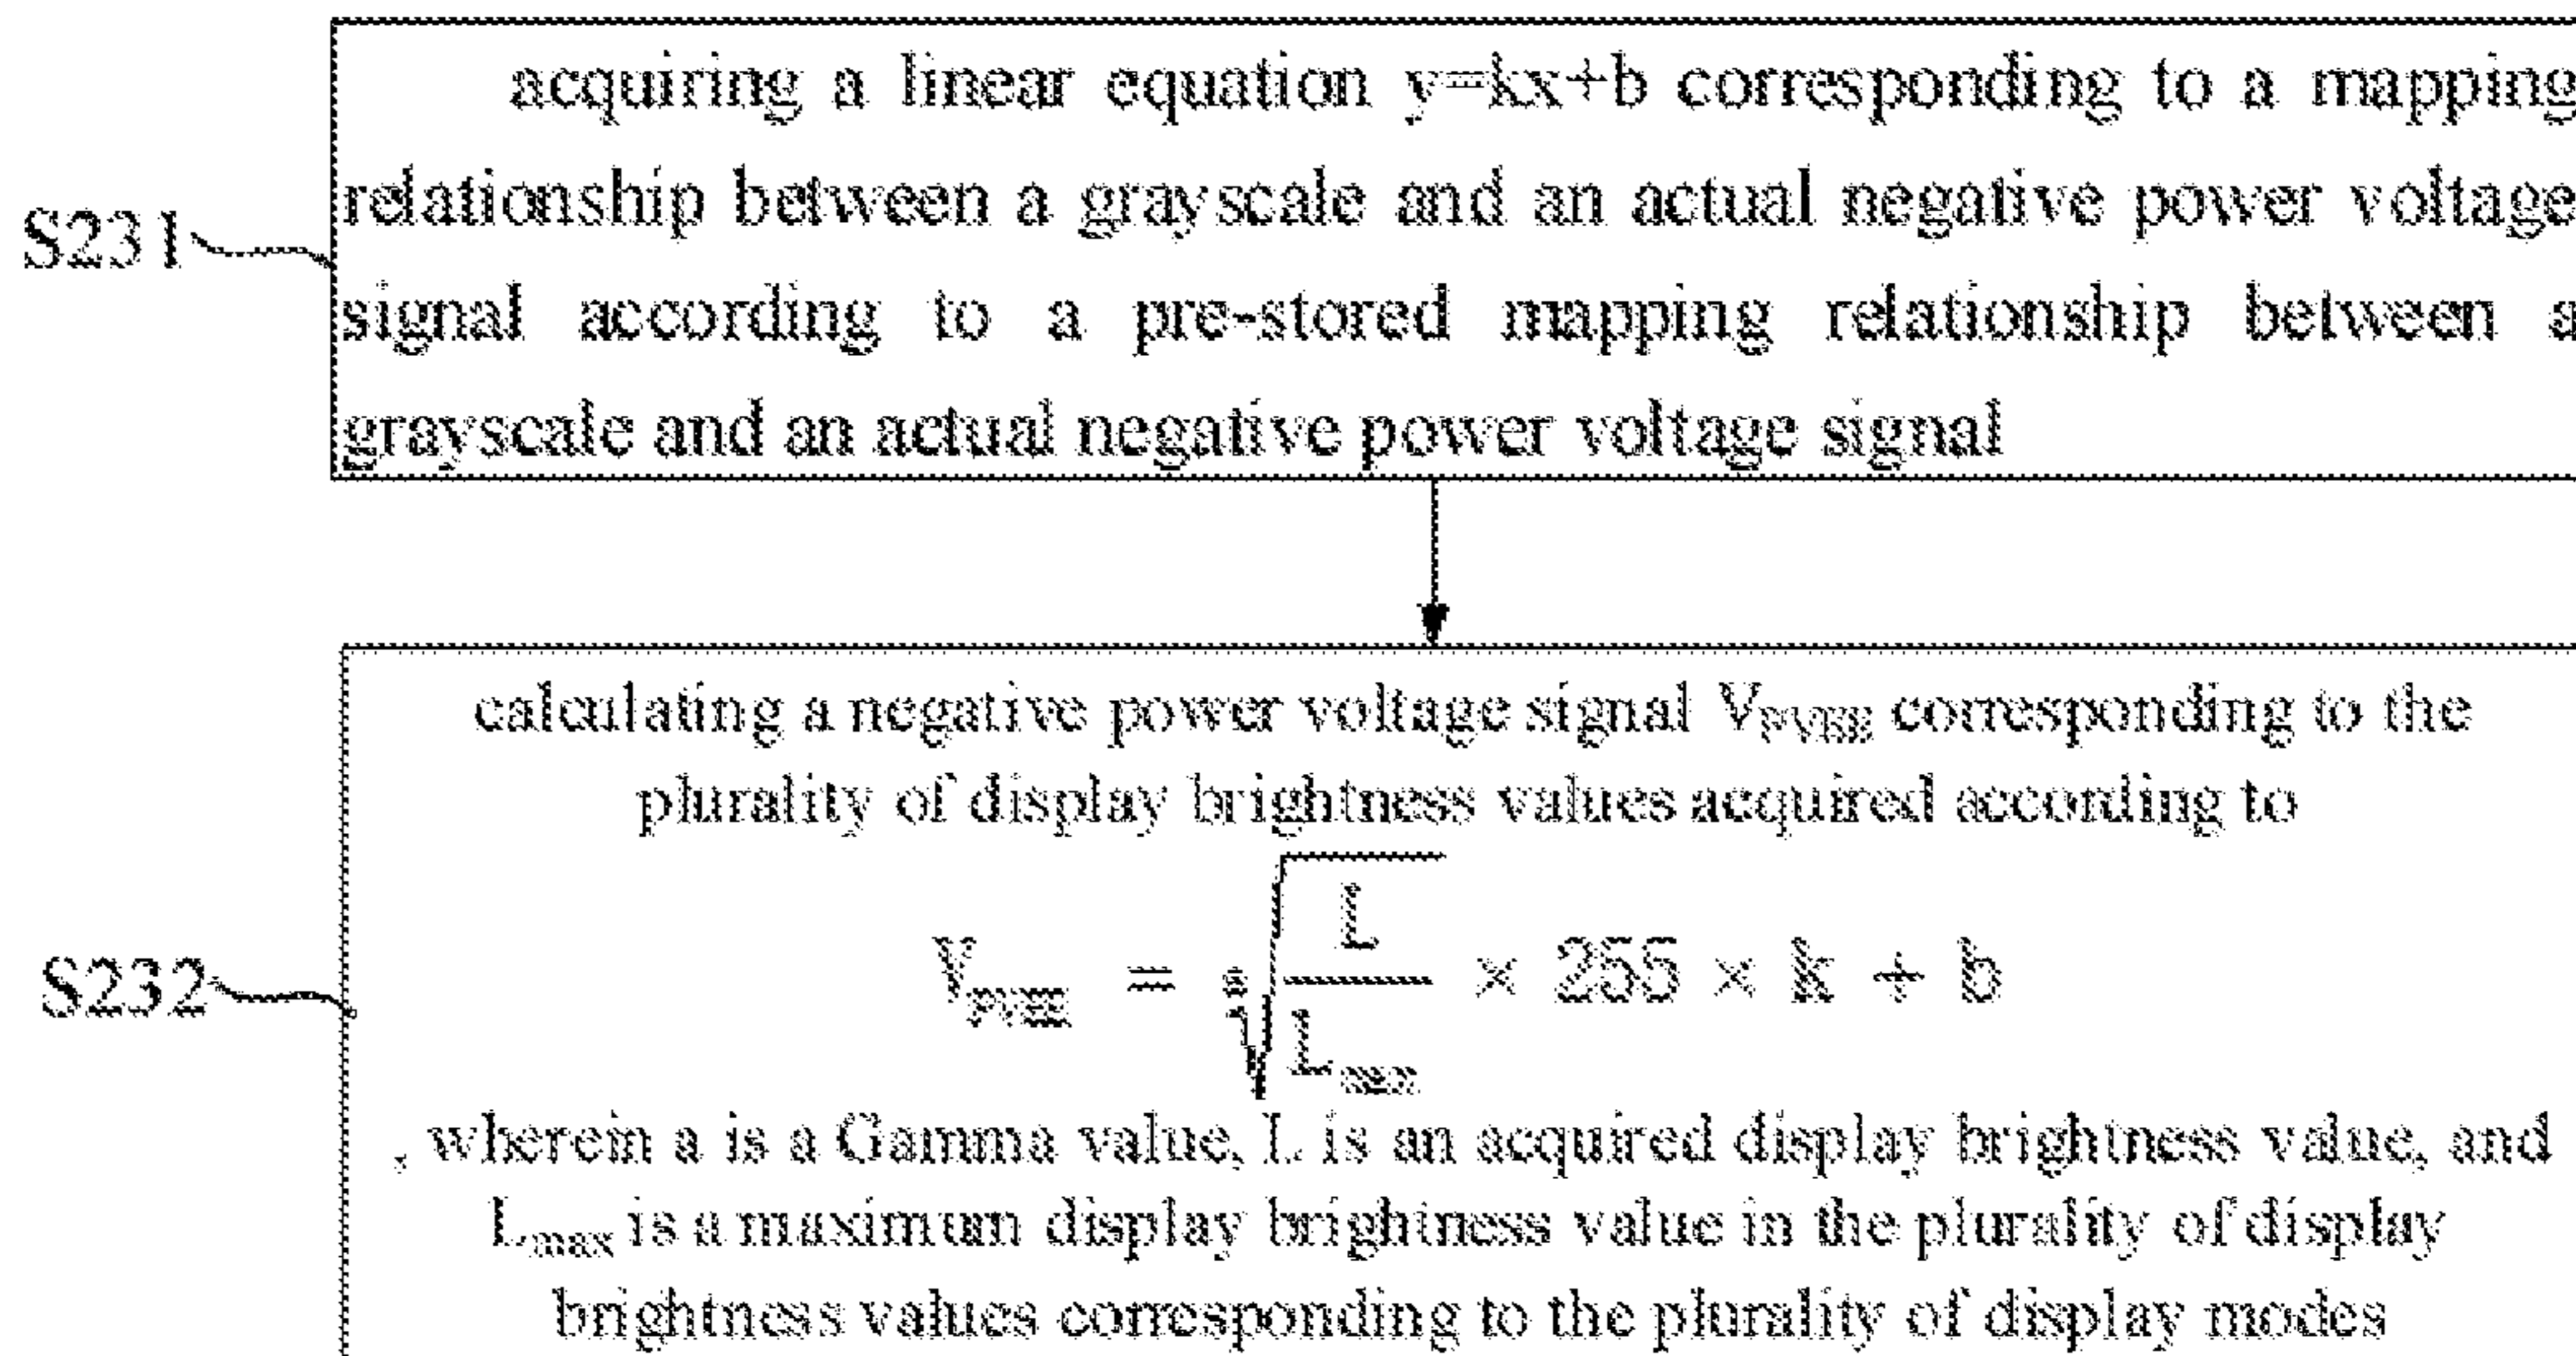 acquiring a linear equation y=kx+b corresponding to a mapping
relationship between a grayscale and an actual negative power voltage
S231
signal according to a pre-stored mapping relationship between a
grayscale and an actual negative power voltage signal
calculating a negative power voltage signal V_PVEE corresponding to the
plurality of display brightness values acquired according to
S232
V_PVEE = ᵃ√(L/L_max) × 255 × k + b
, wherein a is a Gamma value, L is an acquired display brightness value, and
L_max is a maximum display brightness value in the plurality of display
brightness values corresponding to the plurality of display modes